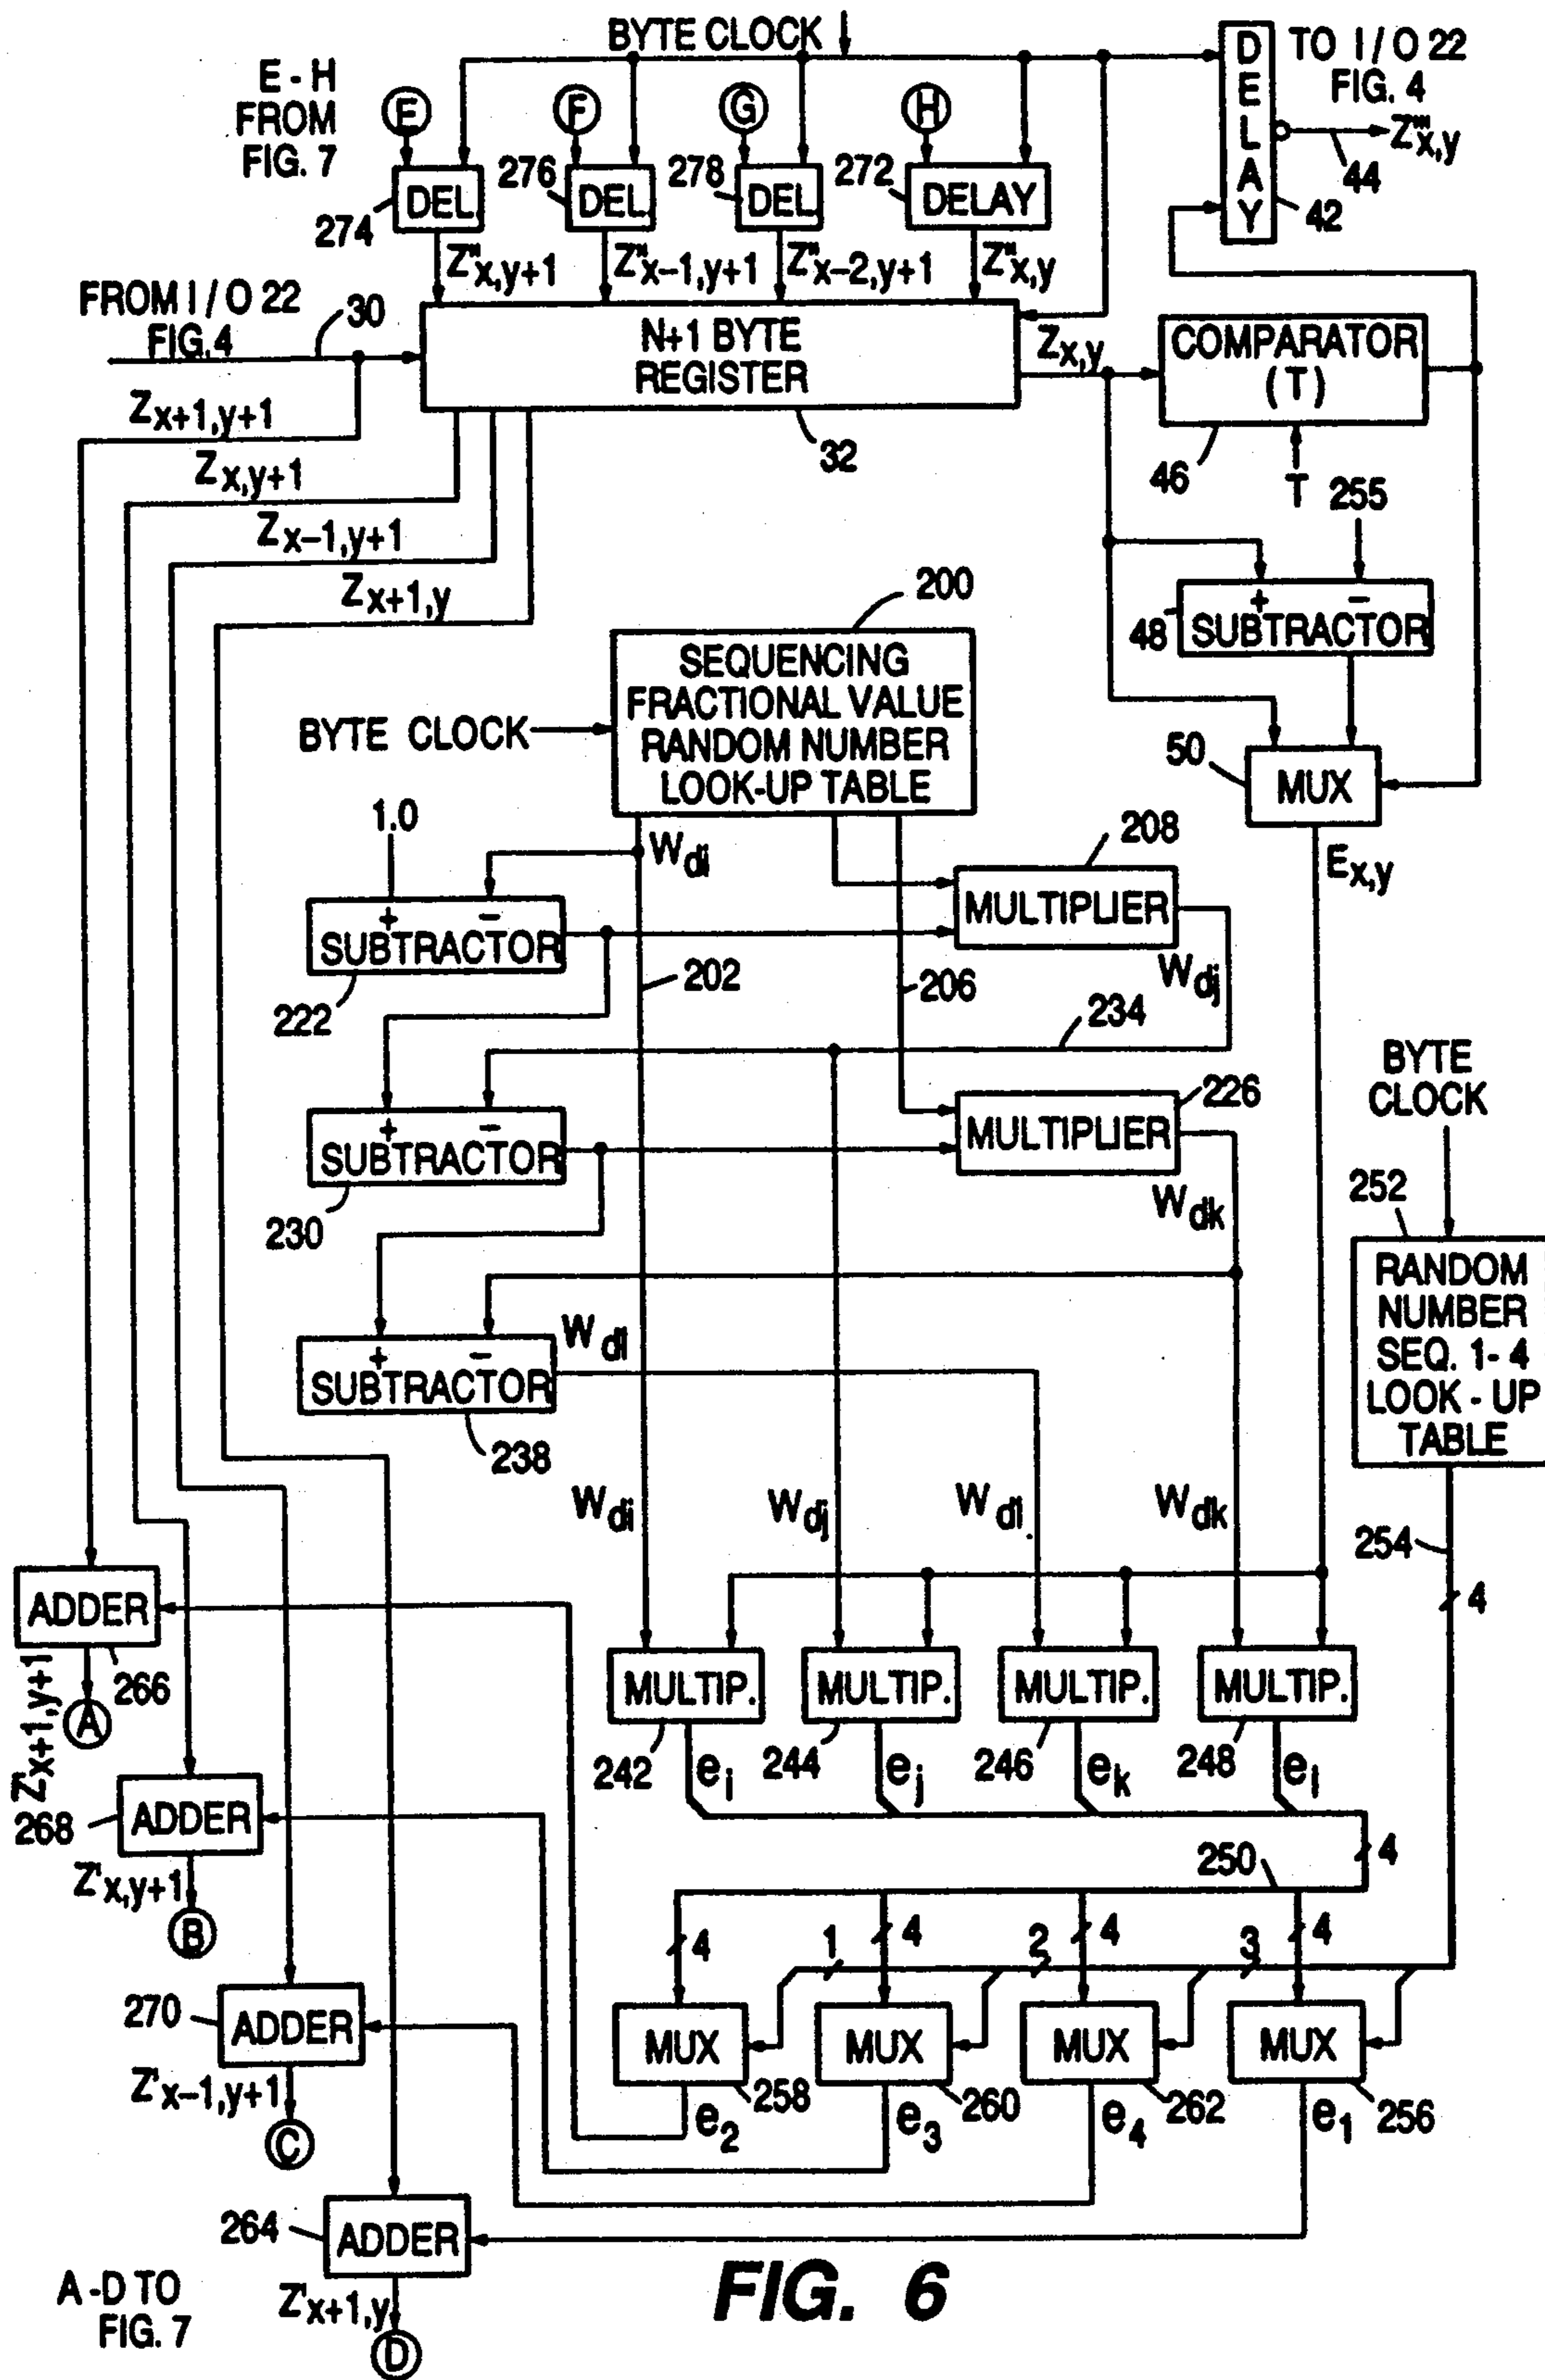 BYTE CLOCK
DELAY
TO I/O 22
FIG. 4
E - H
FROM
FIG. 7
E
F
G
H
Z'''x,y
44
42
274
DEL.
276
DEL.
278
DEL.
272
DELAY
Z"x,y+1
Z"x-1,y+1
Z"x-2,y+1
Z"x,y
FROM I/O 22
FIG.4
30
N+1 BYTE
REGISTER
32
Zx,y
COMPARATOR
(T)
46
T
255
Zx+1,y+1
Zx,y+1
Zx-1,y+1
Zx+1,y
+ −
SUBTRACTOR
48
200
SEQUENCING
FRACTIONAL VALUE
RANDOM NUMBER
LOOK-UP TABLE
BYTE CLOCK
50
MUX
Ex,y
1.0
Wdi
208
MULTIPLIER
+ −
SUBTRACTOR
222
202
206
Wdj
234
BYTE
CLOCK
+ −
SUBTRACTOR
230
226
MULTIPLIER
Wdk
252
RANDOM
NUMBER
SEQ. 1-4
LOOK-UP
TABLE
+ −
SUBTRACTOR
238
Wdl
Wdi
Wdj
Wdl
Wdk
254
4
ADDER
266
Z'x+1,y+1
A
MULTIP.
MULTIP.
MULTIP.
MULTIP.
242
244
246
248
ei
ej
ek
el
268
ADDER
Z'x,y+1
B
250
4
4
4
4
4
1
2
3
270
ADDER
Z'x-1,y+1
C
MUX
MUX
MUX
MUX
258
260
262
256
e2
e3
e4
e1
264
ADDER
Z'x+1,y
D
A-D TO
FIG. 7
FIG. 6